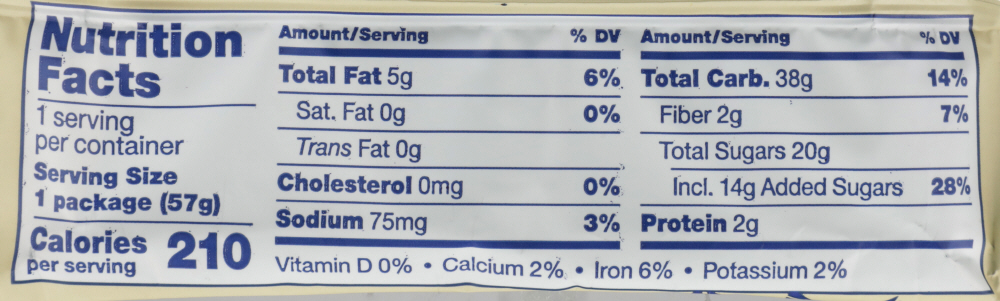 Nutrition
Facts
1 serving
per container
Serving Size
1 package (57g)
Calories 210
per serving
Amount/Serving % DV
Total Fat 5g 6%
Sat. Fat 0g 0%
Trans Fat 0g
Cholesterol 0mg 0%
Sodium 75mg 3%
Amount/Serving % DV
Total Carb. 38g 14%
Fiber 2g 7%
Total Sugars 20g
Incl. 14g Added Sugars 28%
Protein 2g
Vitamin D 0% • Calcium 2% • Iron 6% • Potassium 2%